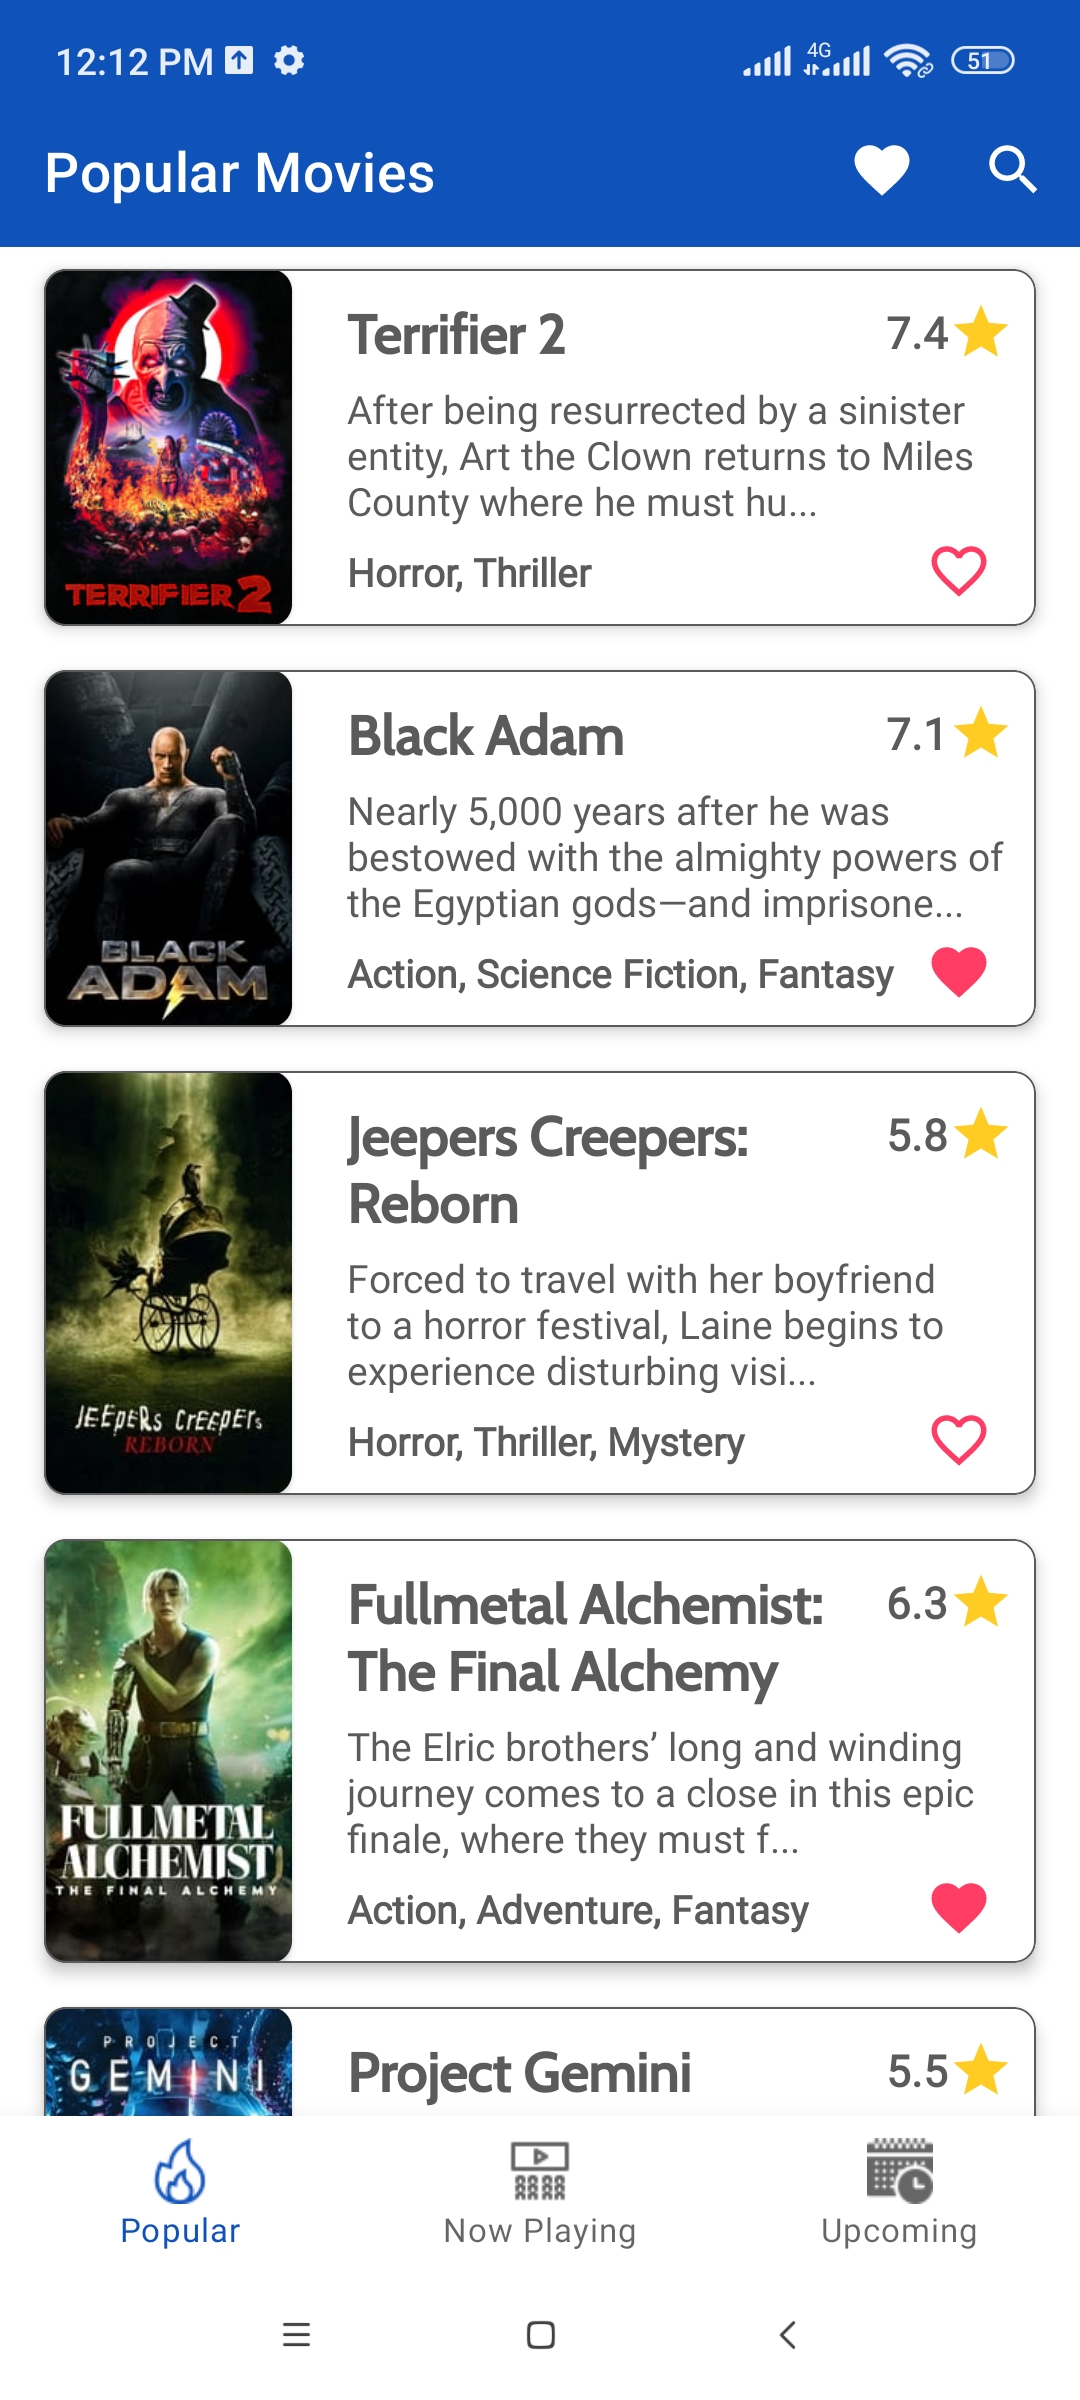 12:12 PM
4G
51
Popular Movies
TERRIFIER 2
Terrifier 2
7.4
After being resurrected by a sinister
entity, Art the Clown returns to Miles
County where he must hu...
Horror, Thriller
BLACK
ADAM
Black Adam
7.1
Nearly 5,000 years after he was
bestowed with the almighty powers of
the Egyptian gods—and imprisone...
Action, Science Fiction, Fantasy
JEEPERS CREEPERS
REBORN
Jeepers Creepers:
Reborn
5.8
Forced to travel with her boyfriend
to a horror festival, Laine begins to
experience disturbing visi...
Horror, Thriller, Mystery
FULLMETAL
ALCHEMIST
THE FINAL ALCHEMY
Fullmetal Alchemist:
The Final Alchemy
6.3
The Elric brothers’ long and winding
journey comes to a close in this epic
finale, where they must f...
Action, Adventure, Fantasy
PROJECT
GEMINI
Project Gemini
5.5
Popular
Now Playing
Upcoming